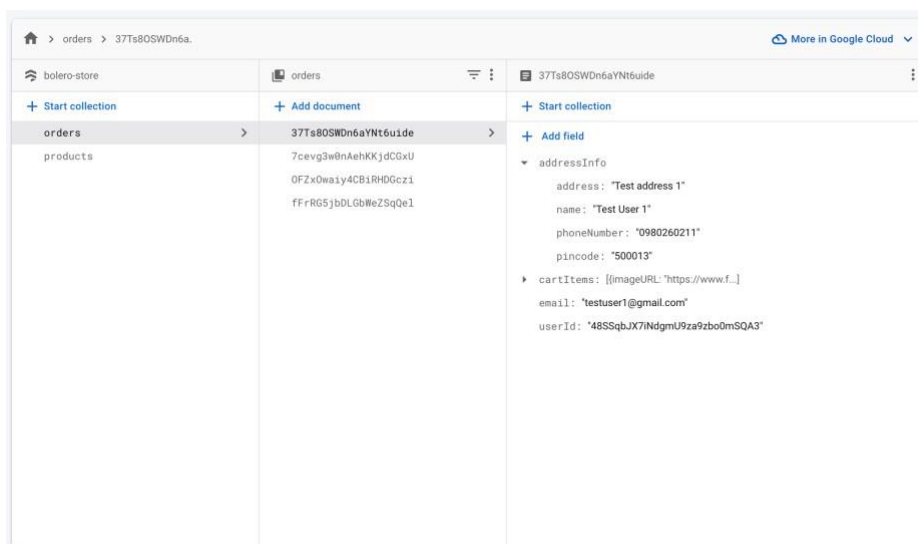 orders > 37Ts8OSWDn6a.
More in Google Cloud
bolero-store
orders
37Ts8OSWDn6aYNt6uide
+ Start collection
+ Add document
+ Start collection
orders
products
37Ts8OSWDn6aYNt6uide
7cevg3w0nAehKKjdCGxU
OFZxOwaiy4CBiRHDGczi
fFrRG5jbDLGbWeZSqQel
+ Add field
addressInfo
address: "Test address 1"
name: "Test User 1"
phoneNumber: "0980260211"
pincode: "500013"
cartItems: [{imageURL: "https://www.f...]
email: "testuser1@gmail.com"
userId: "48SSqbJX7iNdgmU9za9zbo0mSQA3"